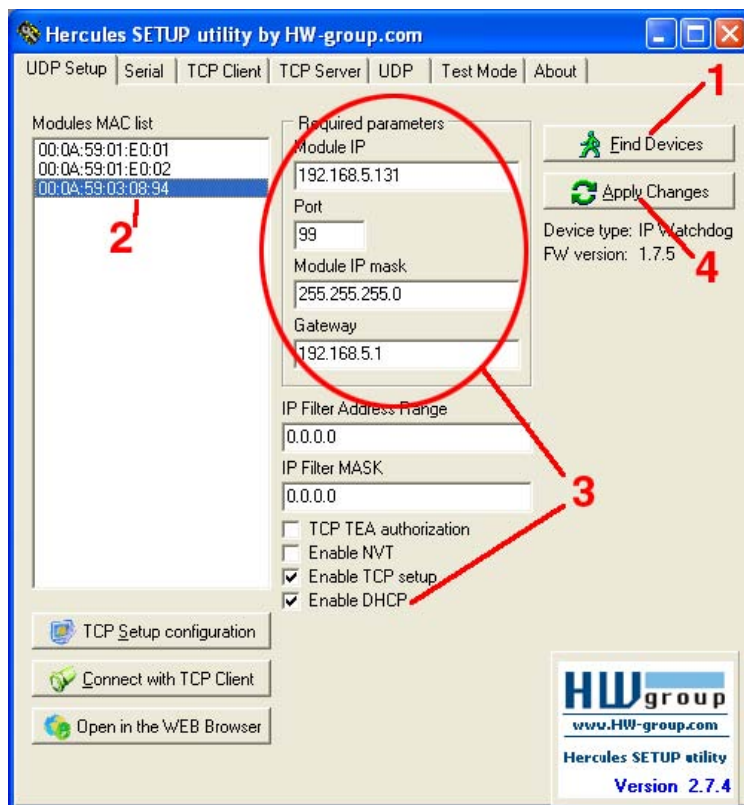 Hercules SETUP utility by HW-group.com
UDP Setup Serial TCP Client TCP Server UDP Test Mode About
1
Modules MAC list
00:0A:59:01:E0:01
00:0A:59:01:E0:02
00:0A:59:03:08:94
2
Required parameters
Module IP
192.168.5.131
Port
99
Module IP mask
255.255.255.0
Gateway
192.168.5.1
Find Devices
Apply Changes
Device type: IP Watchdog
FW version: 1.7.5
4
IP Filter Address Range
0.0.0.0
IP Filter MASK
0.0.0.0
3
TCP TEA authorization
Enable NVT
Enable TCP setup
Enable DHCP
TCP Setup configuration
Connect with TCP Client
Open in the WEB Browser
HW group
www.HW-group.com
Hercules SETUP utility
Version 2.7.4